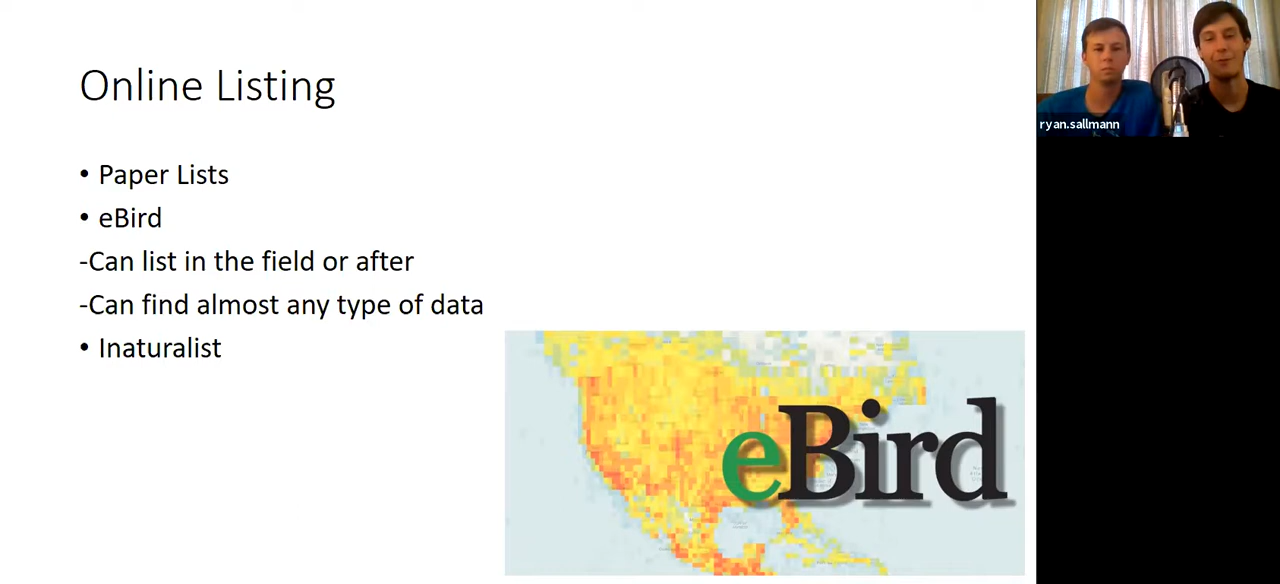 Online Listing
• Paper Lists
• eBird
-Can list in the field or after
-Can find almost any type of data
• Inaturalist
eBird
ryan.sallmann